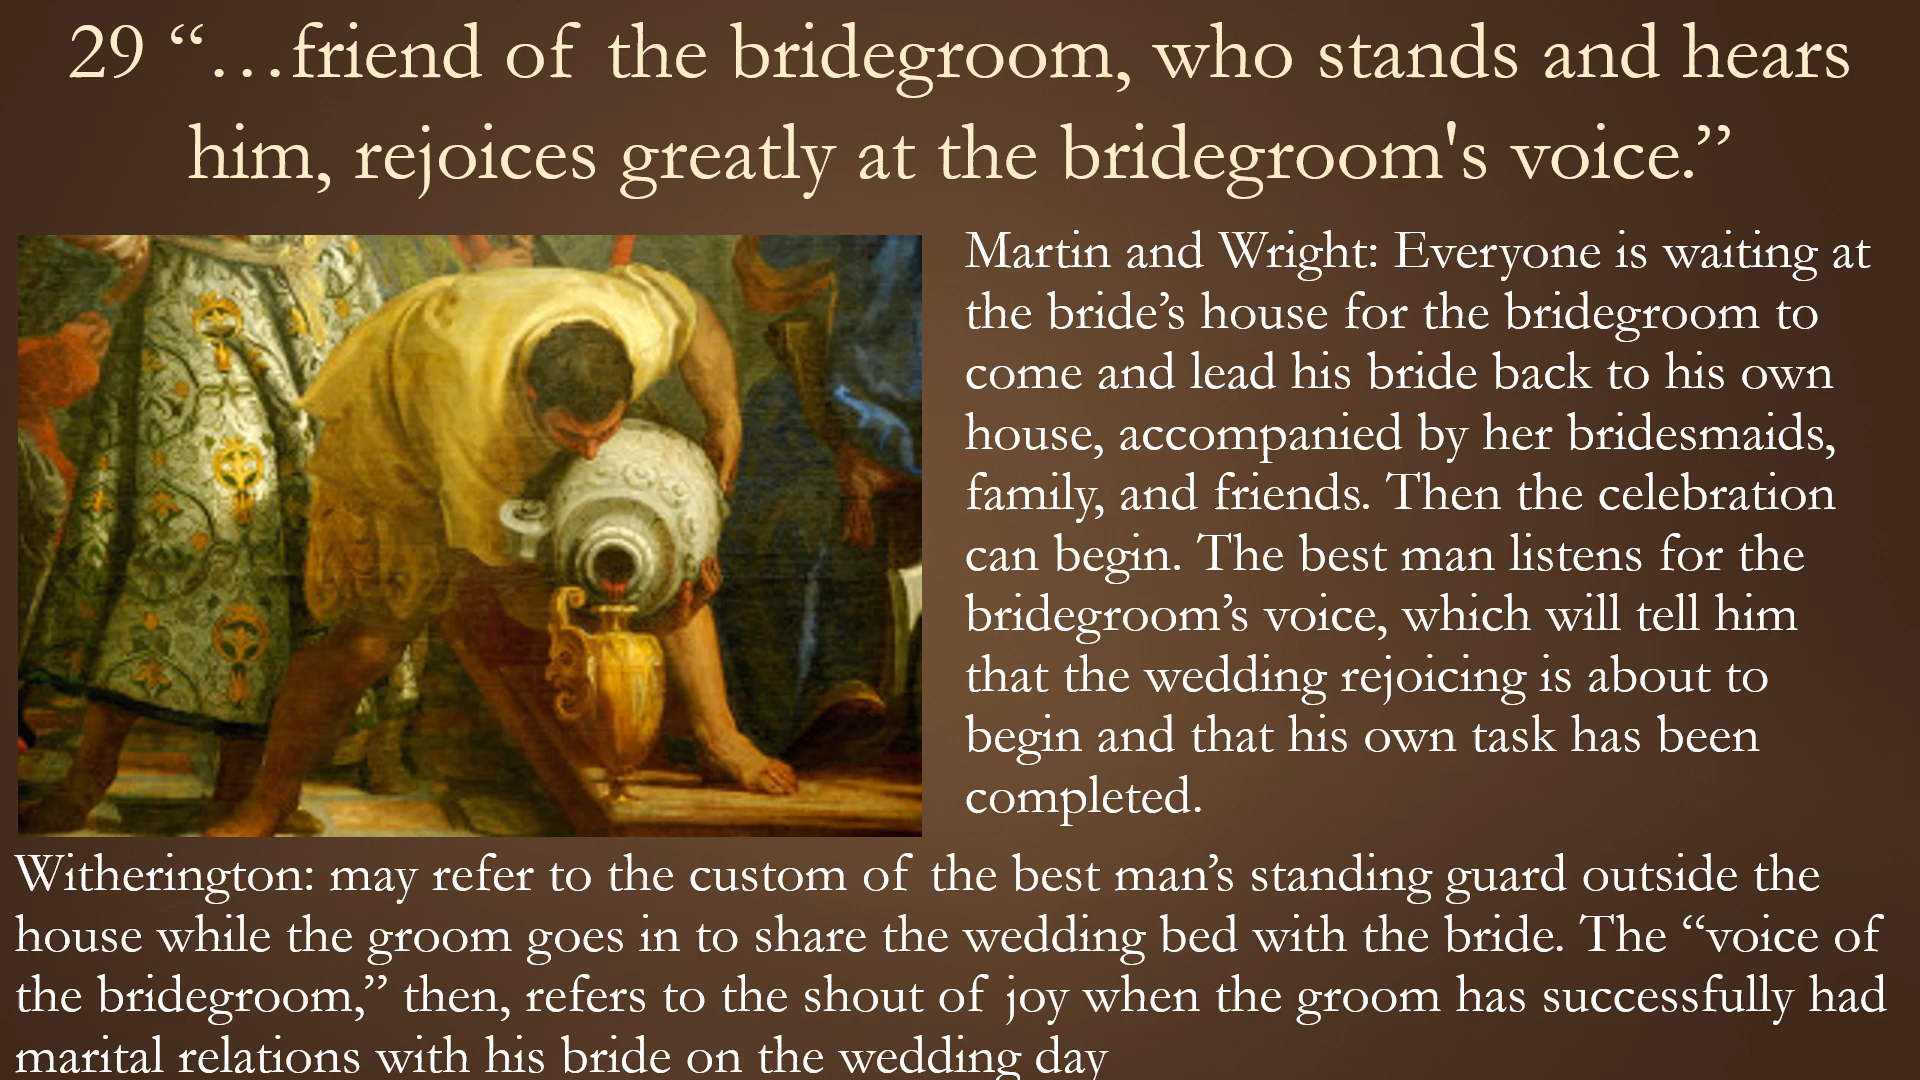 29 “…friend of the bridegroom, who stands and hears
him, rejoices greatly at the bridegroom's voice.”
Martin and Wright: Everyone is waiting at
the bride’s house for the bridegroom to
come and lead his bride back to his own
house, accompanied by her bridesmaids,
family, and friends. Then the celebration
can begin. The best man listens for the
bridegroom’s voice, which will tell him
that the wedding rejoicing is about to
begin and that his own task has been
completed.
Witherington: may refer to the custom of the best man’s standing guard outside the
house while the groom goes in to share the wedding bed with the bride. The “voice of
the bridegroom,” then, refers to the shout of joy when the groom has successfully had
marital relations with his bride on the wedding day